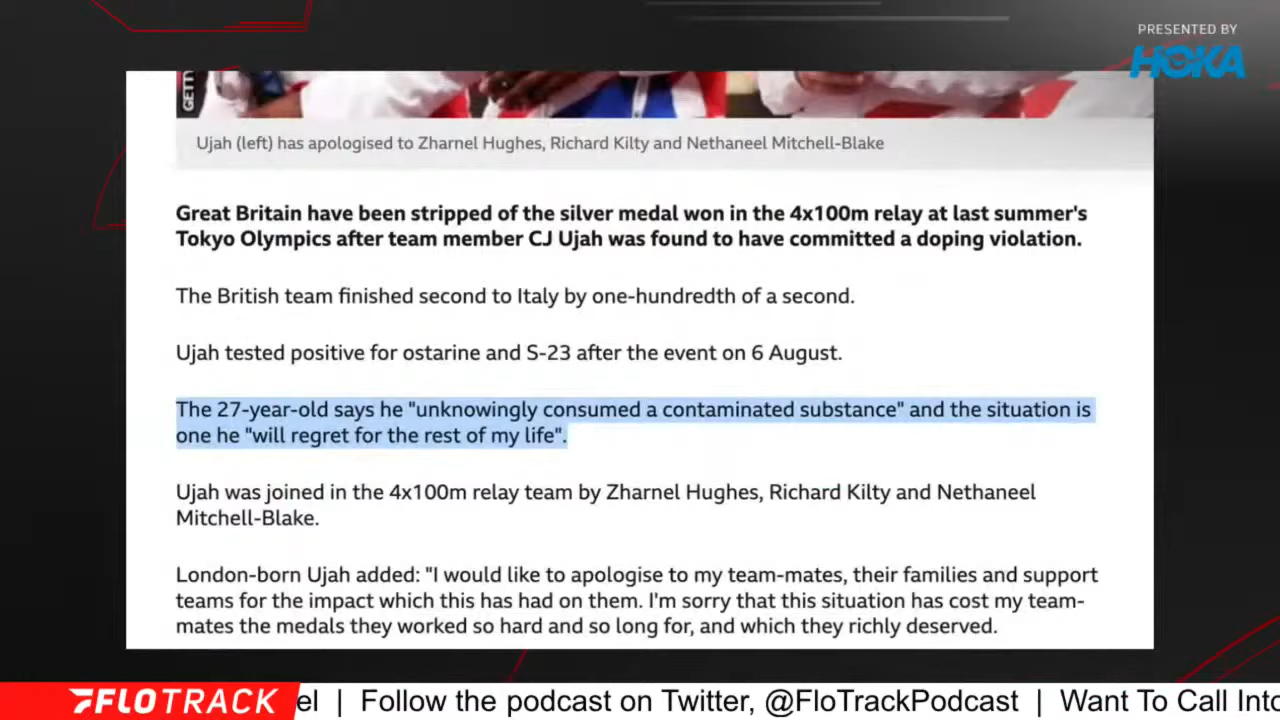 PRESENTED BY
HOKA
GETTY
Ujah (left) has apologised to Zharnel Hughes, Richard Kilty and Nethaneel Mitchell-Blake
Great Britain have been stripped of the silver medal won in the 4x100m relay at last summer's
Tokyo Olympics after team member CJ Ujah was found to have committed a doping violation.
The British team finished second to Italy by one-hundredth of a second.
Ujah tested positive for ostarine and S-23 after the event on 6 August.
The 27-year-old says he "unknowingly consumed a contaminated substance" and the situation is
one he "will regret for the rest of my life".
Ujah was joined in the 4x100m relay team by Zharnel Hughes, Richard Kilty and Nethaneel
Mitchell-Blake.
London-born Ujah added: "I would like to apologise to my team-mates, their families and support
teams for the impact which this has had on them. I'm sorry that this situation has cost my team-
mates the medals they worked so hard and so long for, and which they richly deserved.
FLOTRACK el | Follow the podcast on Twitter, @FloTrackPodcast | Want To Call Into